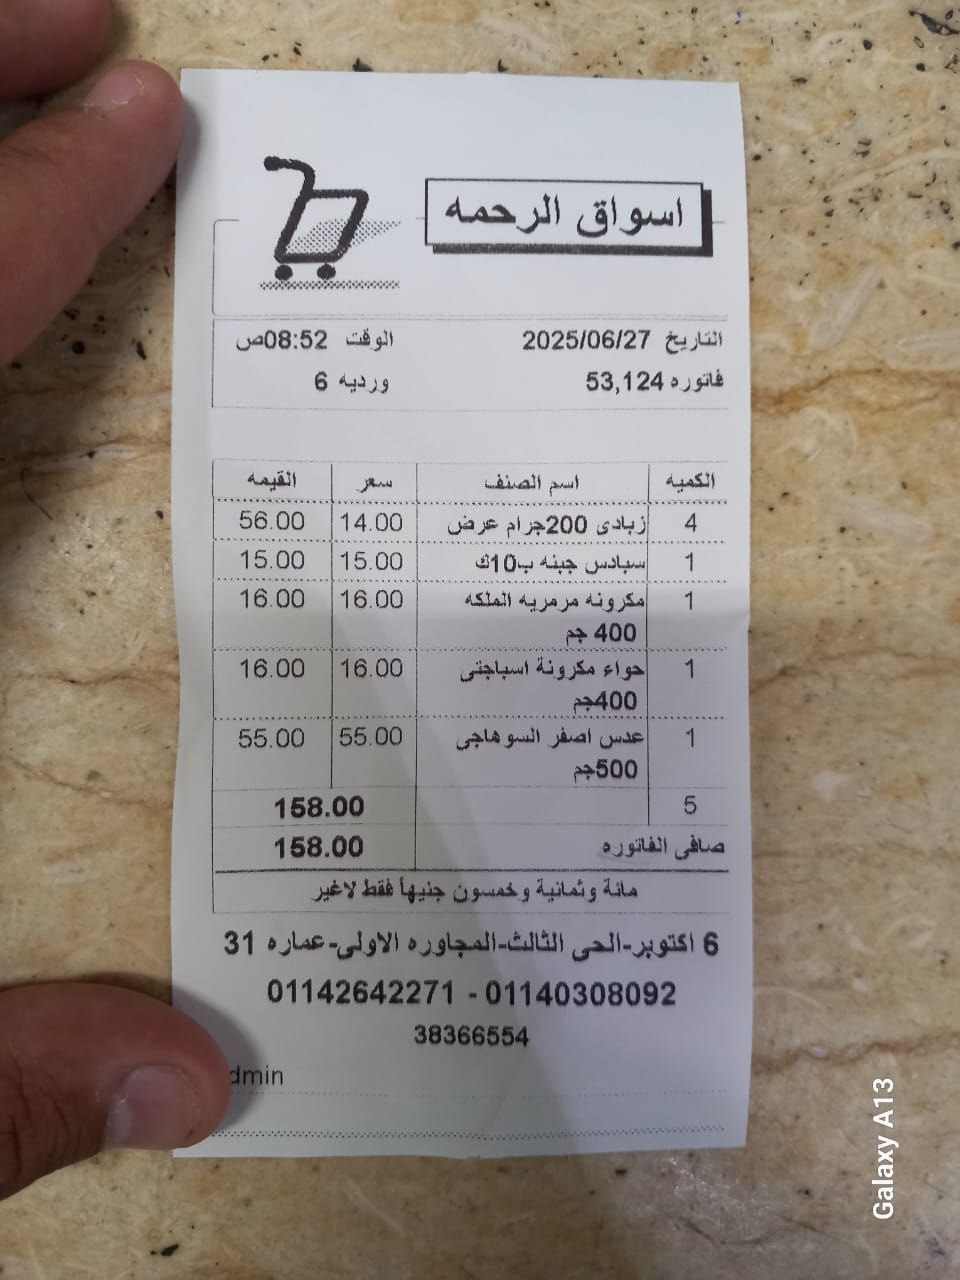 اسواق الرحمه
التاريخ 2025/06/27 الوقت 08:52ص
فاتوره 53,124 ورديه 6
الكميه اسم الصنف سعر القيمه
4 زبادى 200جرام عرض 14.00 56.00
1 سبادس جبنه ب10ك 15.00 15.00
1 مكرونه مرمريه الملكه 16.00 16.00
400 جم
1 حواء مكرونة اسباجتى 16.00 16.00
400جم
1 عدس اصفر السوهاجى 55.00 55.00
500جم
5 158.00
صافى الفاتوره 158.00
مائة وثمانية وخمسون جنيهاً فقط لاغير
6 اكتوبر-الحى الثالث-المجاوره الاولى-عماره 31
01142642271 - 01140308092
38366554
dmin
Galaxy A13